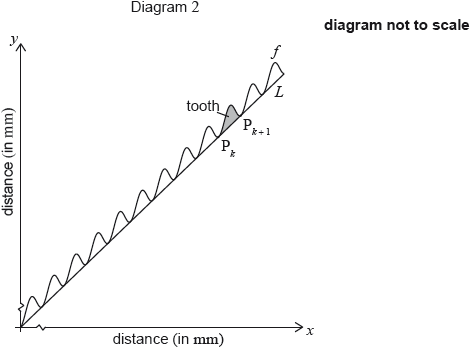 Diagram 2
diagram not to scale
y
f
L
tooth
P_{k+1}
P_k
distance (in mm)
x
distance (in mm)